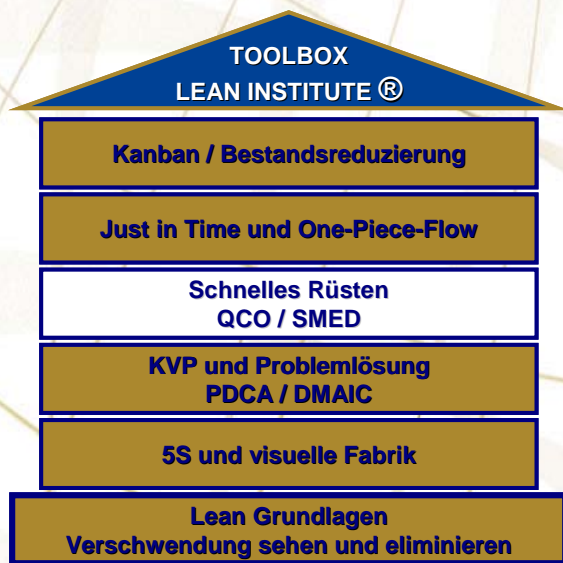 TOOLBOX
LEAN INSTITUTE ®
Kanban / Bestandsreduzierung
Just in Time und One-Piece-Flow
Schnelles Rüsten
QCO / SMED
KVP und Problemlösung
PDCA / DMAIC
5S und visuelle Fabrik
Lean Grundlagen
Verschwendung sehen und eliminieren